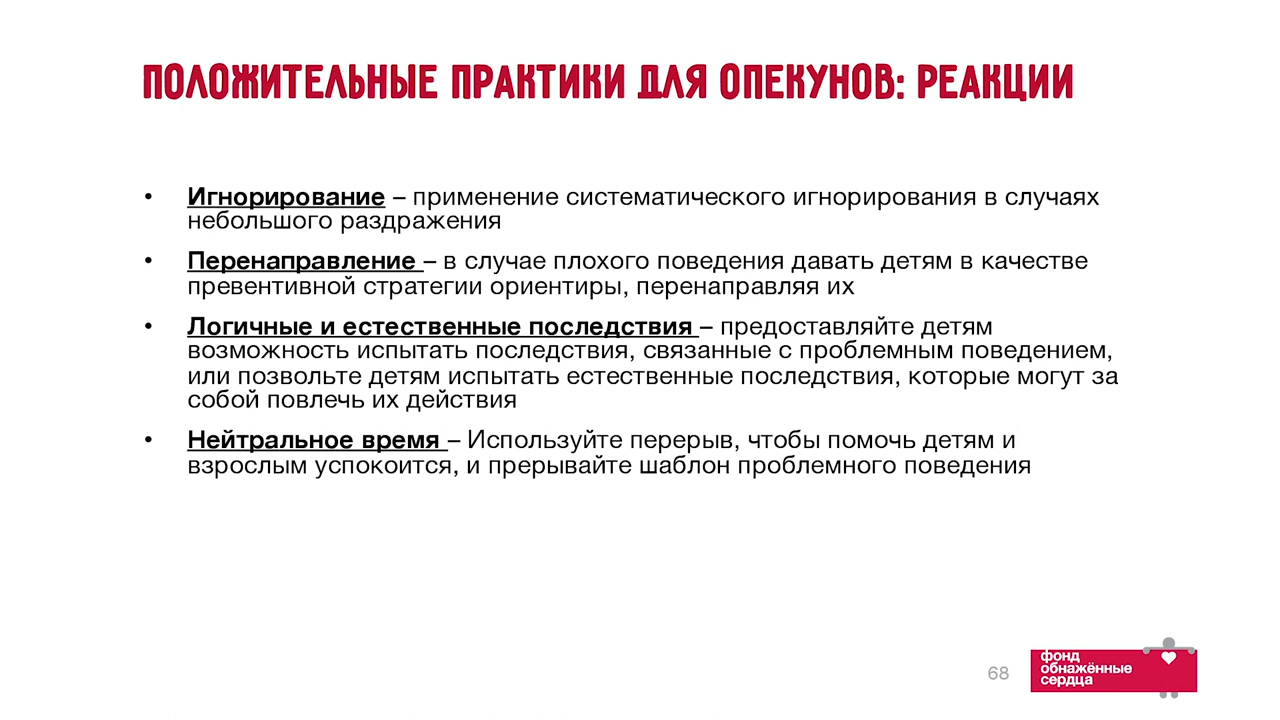 ПОЛОЖИТЕЛЬНЫЕ ПРАКТИКИ ДЛЯ ОПЕКУНОВ: РЕАКЦИИ
• Игнорирование – применение систематического игнорирования в случаях
небольшого раздражения
• Перенаправление – в случае плохого поведения давать детям в качестве
превентивной стратегии ориентиры, перенаправляя их
• Логичные и естественные последствия – предоставляйте детям
возможность испытать последствия, связанные с проблемным поведением,
или позвольте детям испытать естественные последствия, которые могут за
собой повлечь их действия
• Нейтральное время – Используйте перерыв, чтобы помочь детям и
взрослым успокоится, и прерывайте шаблон проблемного поведения
68
фонд
обнажённые
сердца